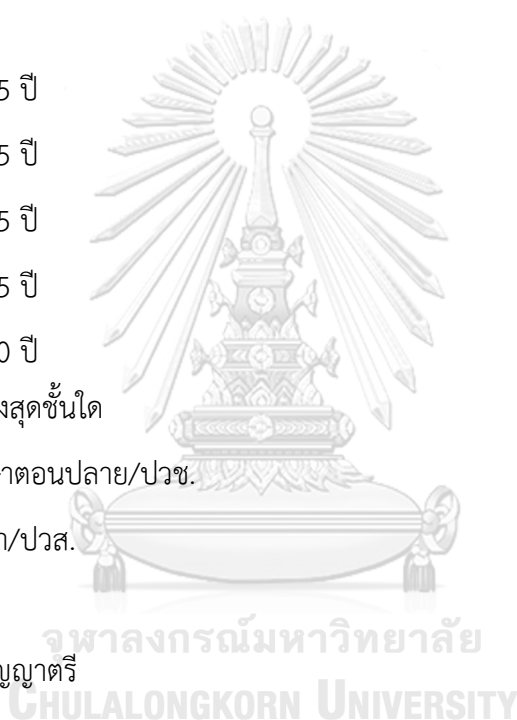 5 ปี
5 ปี
5 ปี
5 ปี
0 ปี
งสุดชั้นใด
าตอนปลาย/ปวช.
า/ปวส.
จุฬาลงกรณ์มหาวิทยาลัย
ญญาตรี
CHULALONGKORN UNIVERSITY